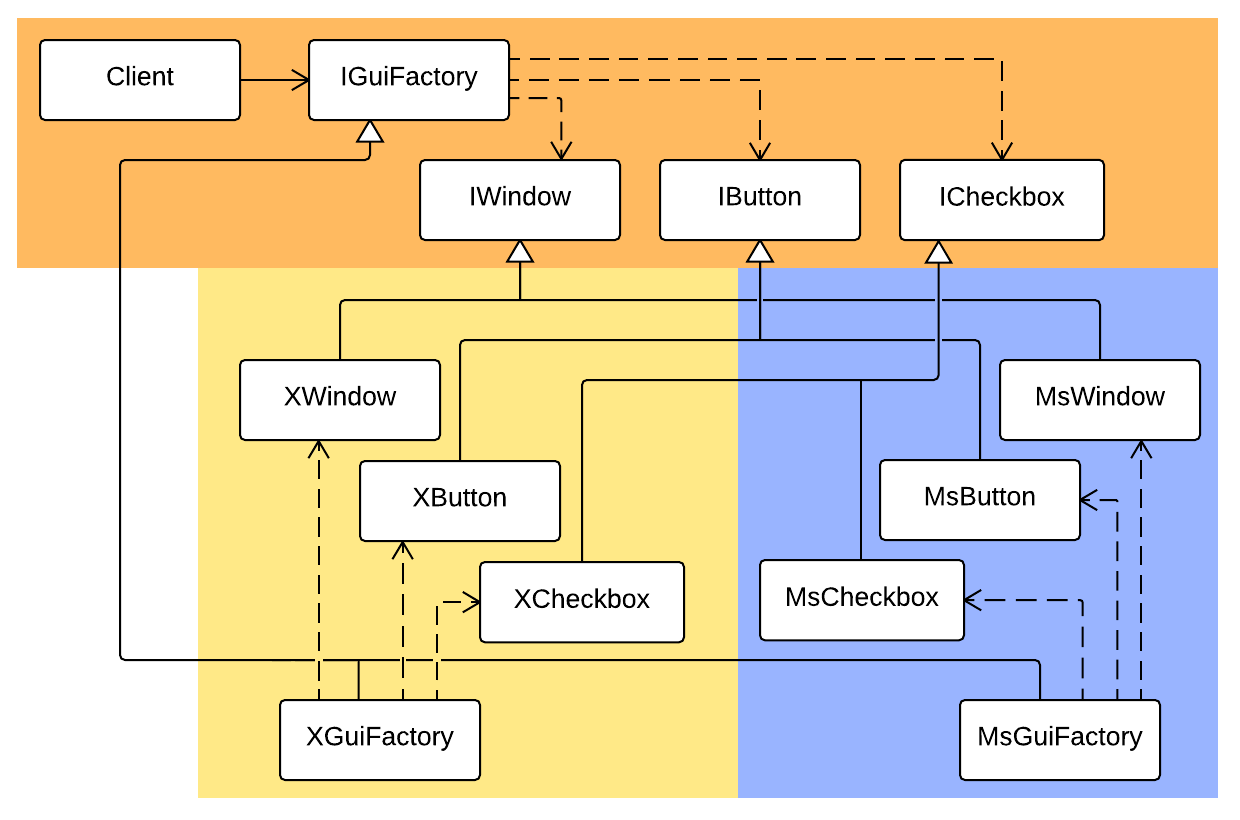 Client
IGuiFactory
IWindow
IButton
ICheckbox
XWindow
MsWindow
XButton
MsButton
XCheckbox
MsCheckbox
XGuiFactory
MsGuiFactory